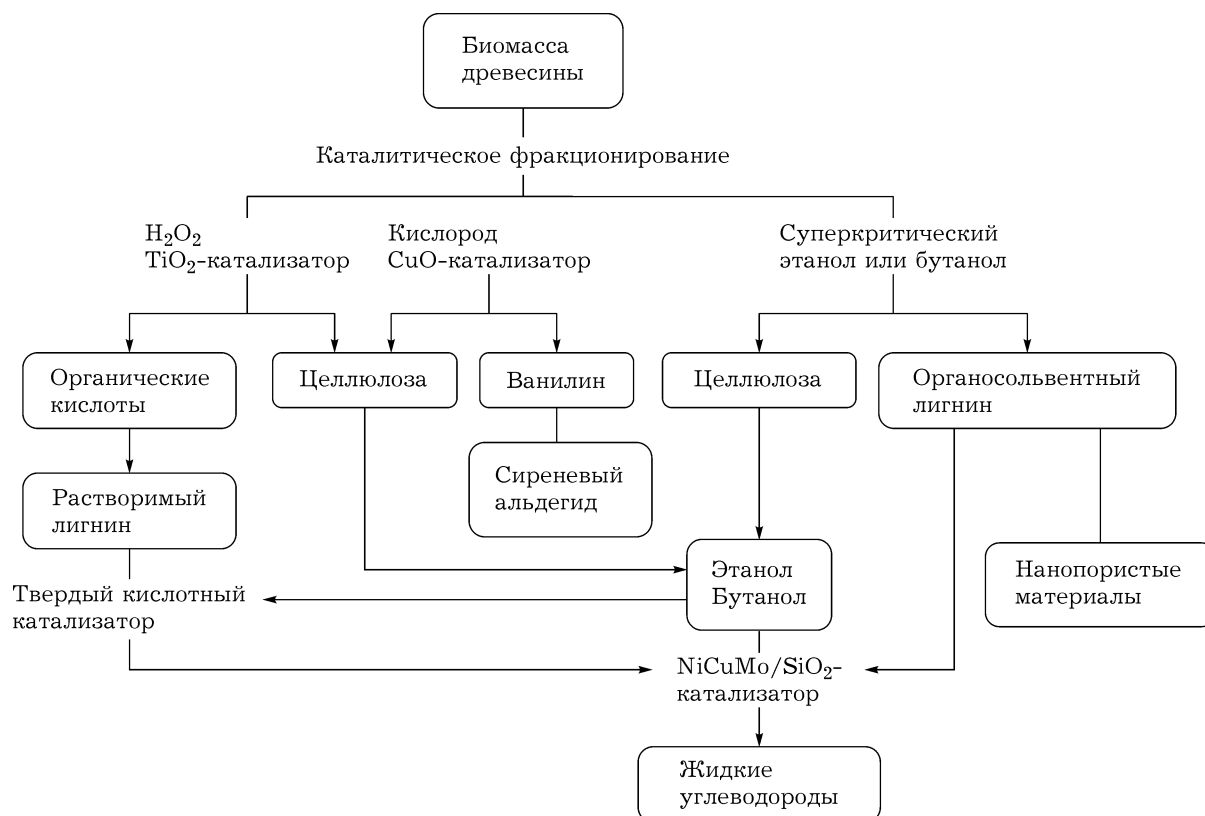 Биомасса
древесины
Каталитическое фракционирование
H₂O₂
TiO₂-катализатор
Кислород
CuO-катализатор
Суперкритический
этанол или бутанол
Органические
кислоты
Целлюлоза
Ванилин
Целлюлоза
Органосольвентный
лигнин
Растворимый
лигнин
Сиреневый
альдегид
Этанол
Бутанол
Нанопористые
материалы
Твердый кислотный
катализатор
NiCuMo/SiO₂-
катализатор
Жидкие
углеводороды